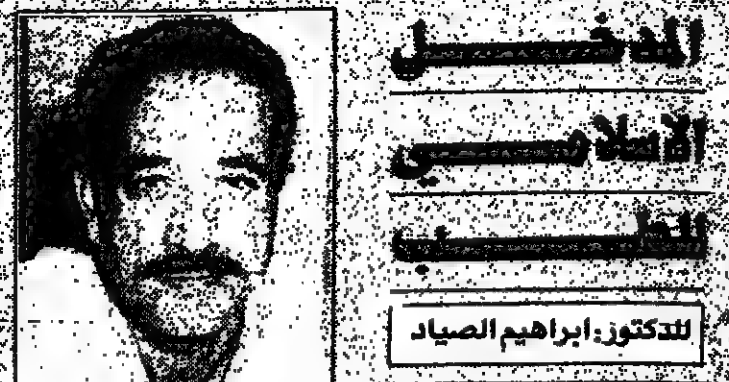 المدخل
الاسلامي
للطب
للدكتور: ابراهيم الصياد